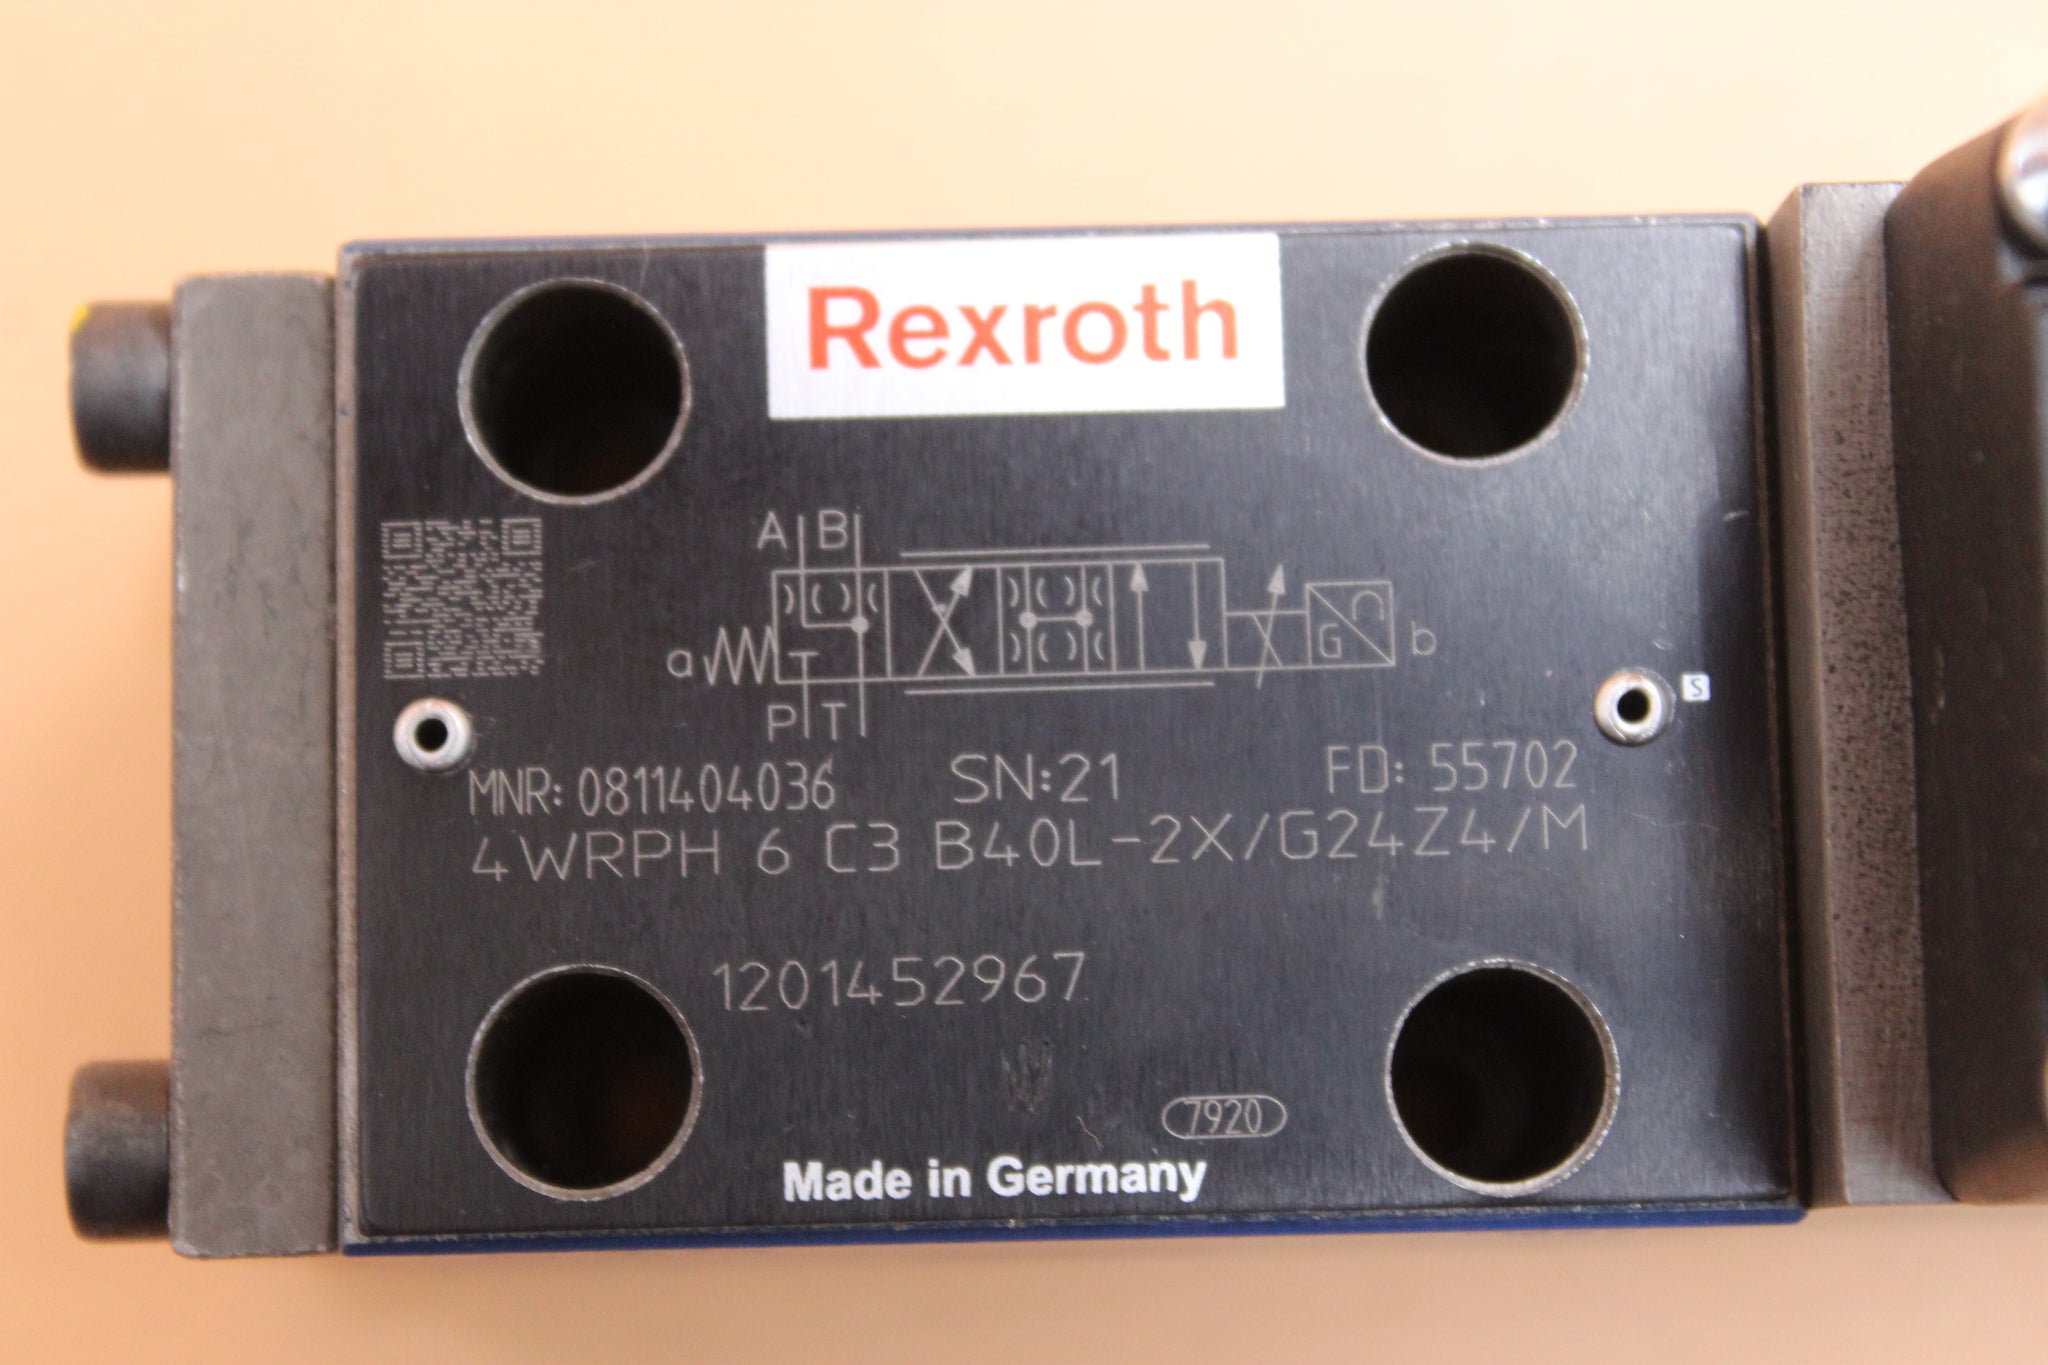 Rexroth
A B
a T G b
P T
S
MNR: 0811404036 SN:21 FD: 55702
4WRPH 6 C3 B40L-2X/G24Z4/M
1201452967
7920
Made in Germany